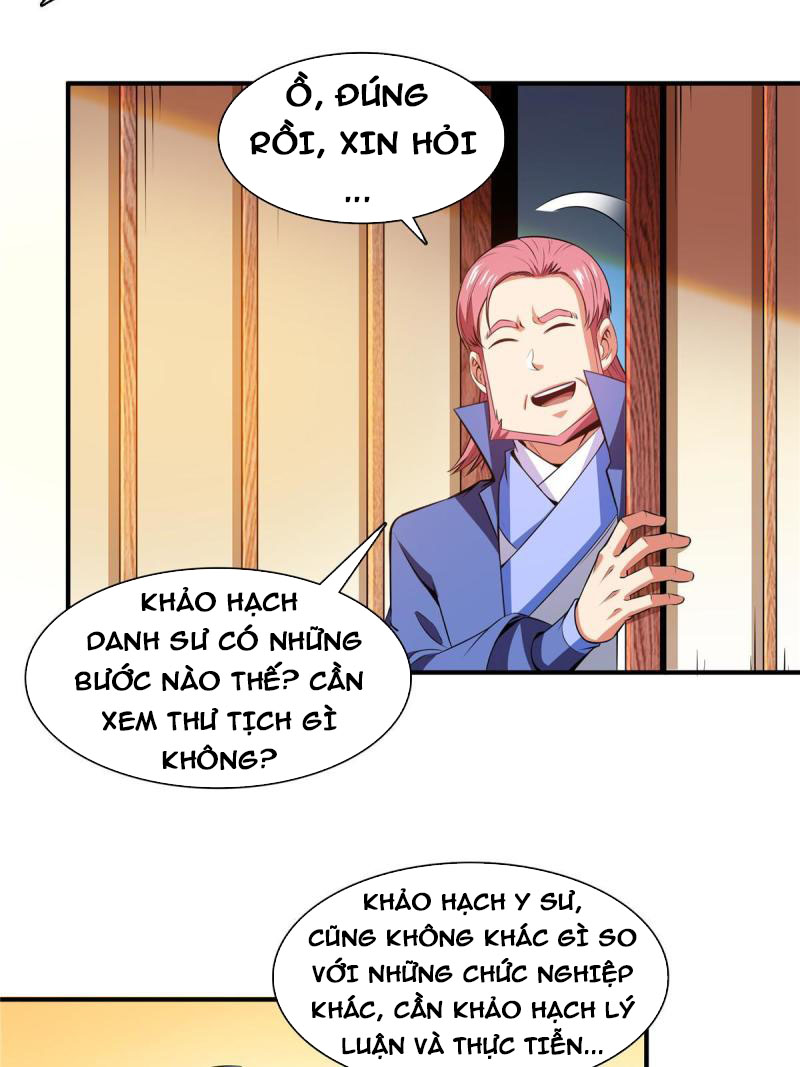 Ồ, ĐÚNG
RỒI, XIN HỎI
...
KHẢO HẠCH
DANH SƯ CÓ NHỮNG
BƯỚC NÀO THẾ? CẦN
XEM THƯ TỊCH GÌ
KHÔNG?
KHẢO HẠCH Y SƯ,
CŨNG KHÔNG KHÁC GÌ SO
VỚI NHỮNG CHỨC NGHIỆP
KHÁC, CẦN KHẢO HẠCH LÝ
LUẬN VÀ THỰC TIỄN...